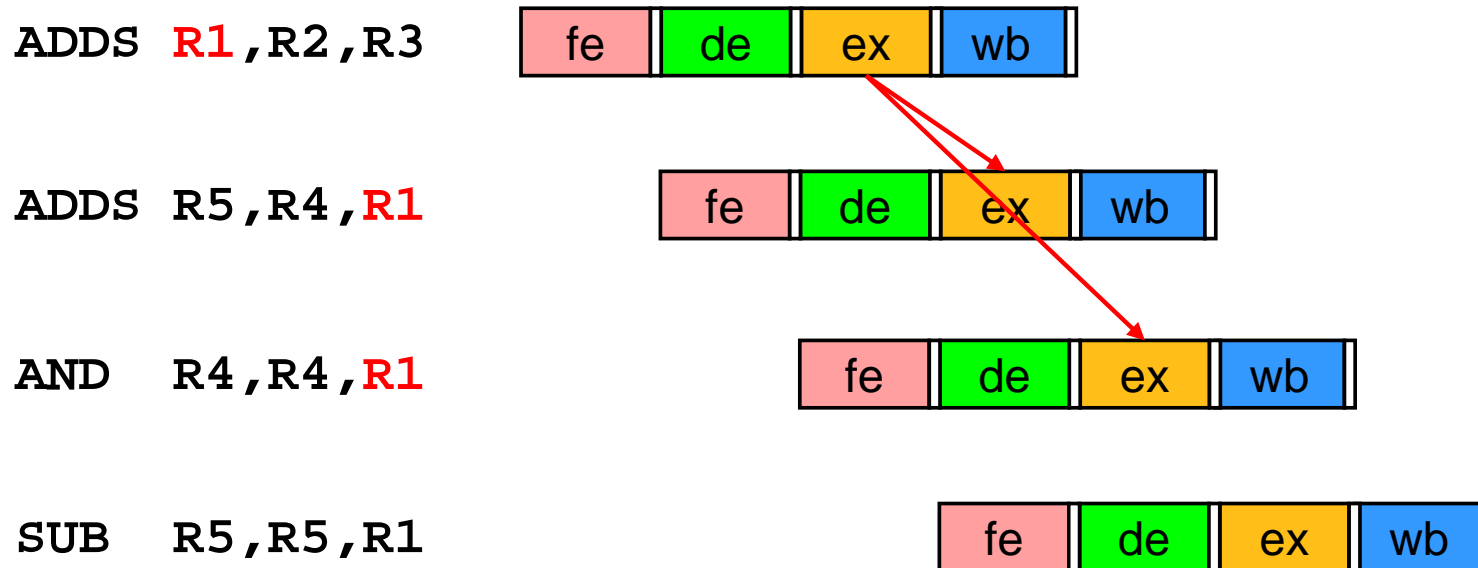 ADDS R1,R2,R3 fe de ex wb
ADDS R5,R4,R1 fe de ex wb
AND R4,R4,R1 fe de ex wb
SUB R5,R5,R1 fe de ex wb